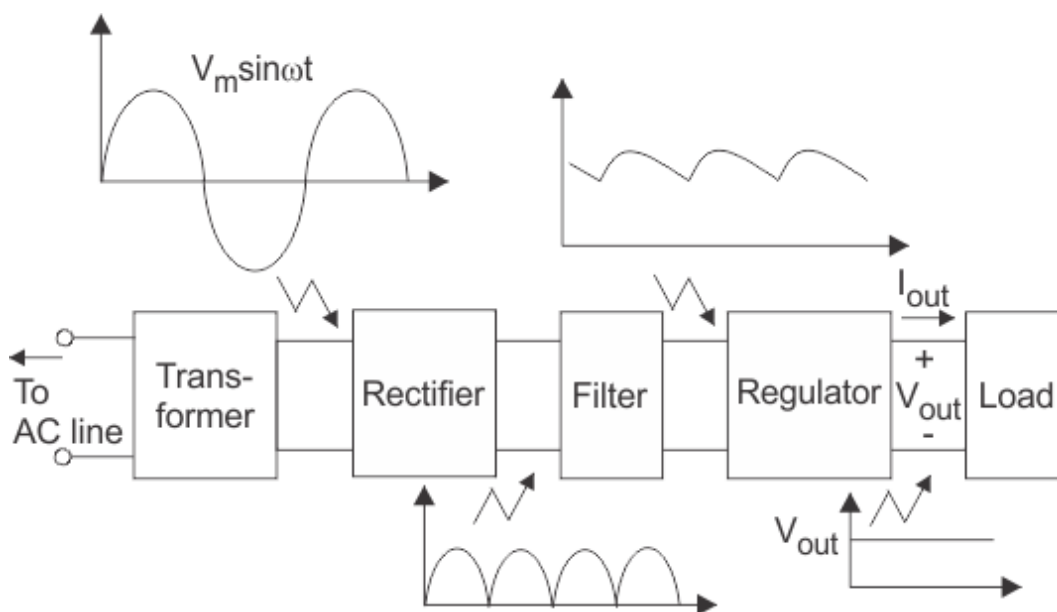 Vₘsinωt
Trans-
former
Rectifier
Filter
Regulator
Iₒᵤₜ
+
Vₒᵤₜ
-
Load
To
AC line
Vₒᵤₜ